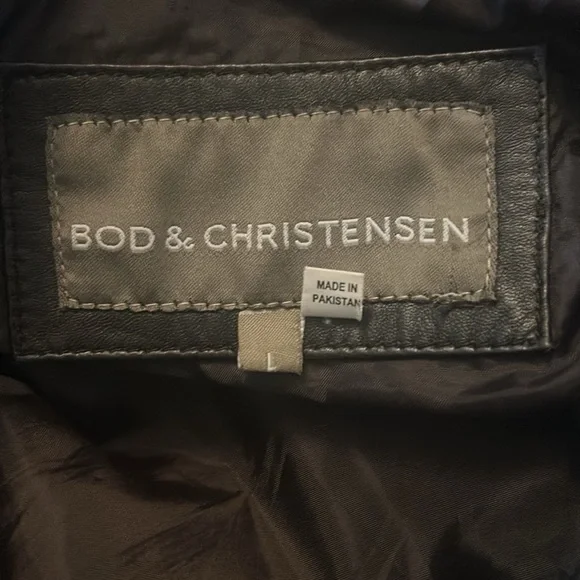 BOD & CHRISTENSEN
MADE IN
PAKISTAN
L